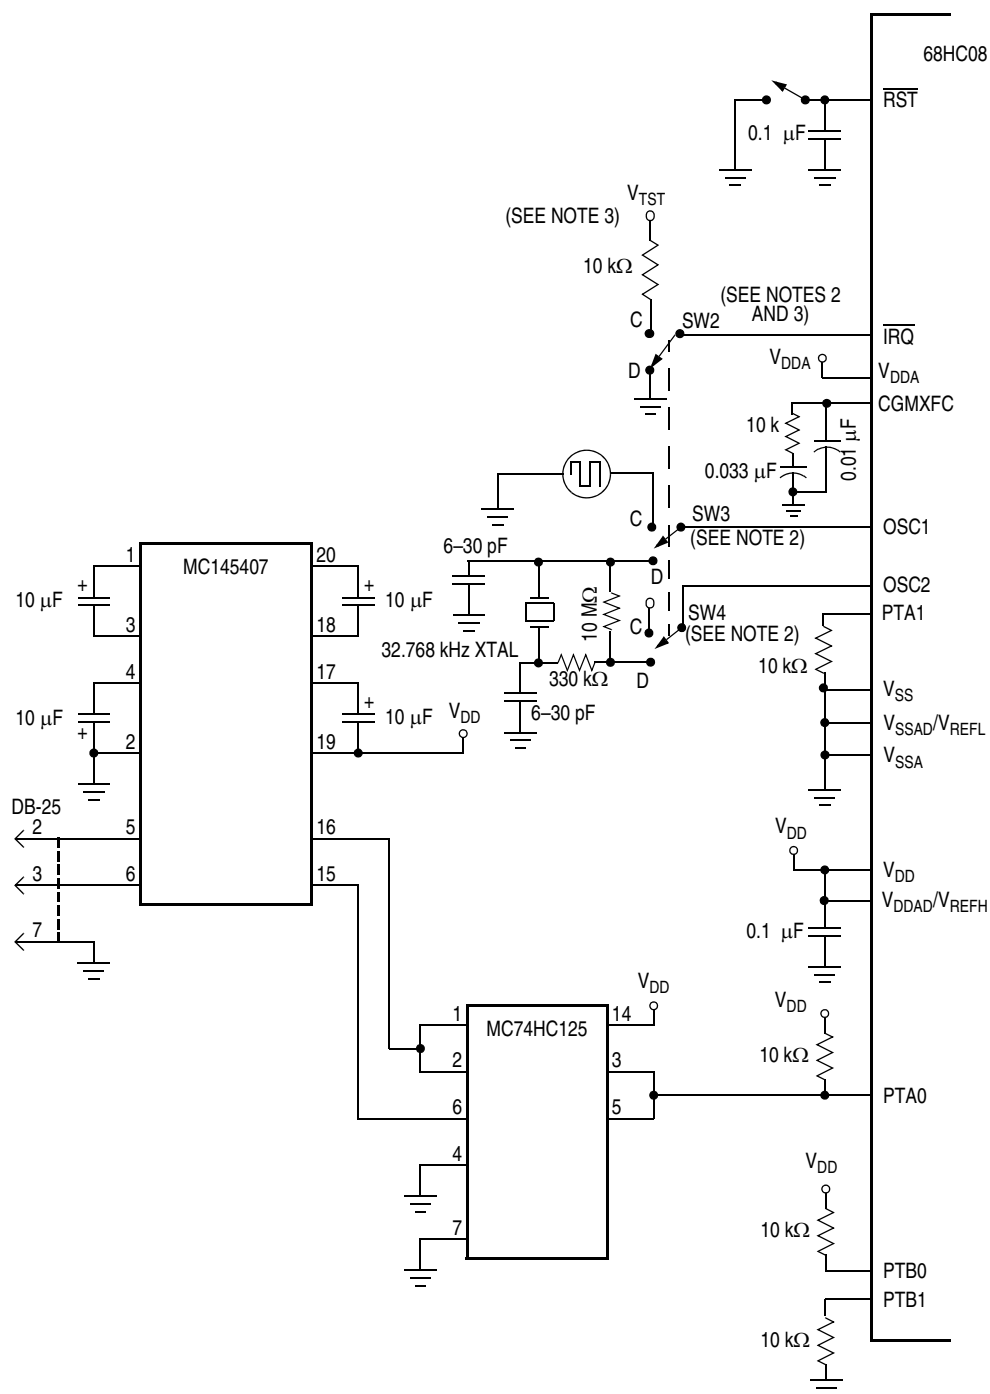 68HC08
RST
0.1 μF
VTST
(SEE NOTE 3)
10 kΩ
(SEE NOTES 2
AND 3)
C
SW2
IRQ
D
VDDA
VDDA
CGMXFC
10 k
0.01 μF
0.033 μF
C
SW3
OSC1
(SEE NOTE 2)
6–30 pF
D
OSC2
10 MΩ
C
SW4
(SEE NOTE 2)
PTA1
32.768 kHz XTAL
330 kΩ
D
10 kΩ
6–30 pF
VSS
VSSAD/VREFL
VSSA
MC145407
1
20
+
+
10 μF
10 μF
3
18
4
17
+
10 μF
10 μF
+
VDD
2
19
DB-25
2
5
16
3
6
15
7
VDD
VDD
VDDAD/VREFH
0.1 μF
VDD
1
MC74HC125
14
2
3
6
5
4
7
VDD
10 kΩ
PTA0
VDD
10 kΩ
PTB0
PTB1
10 kΩ